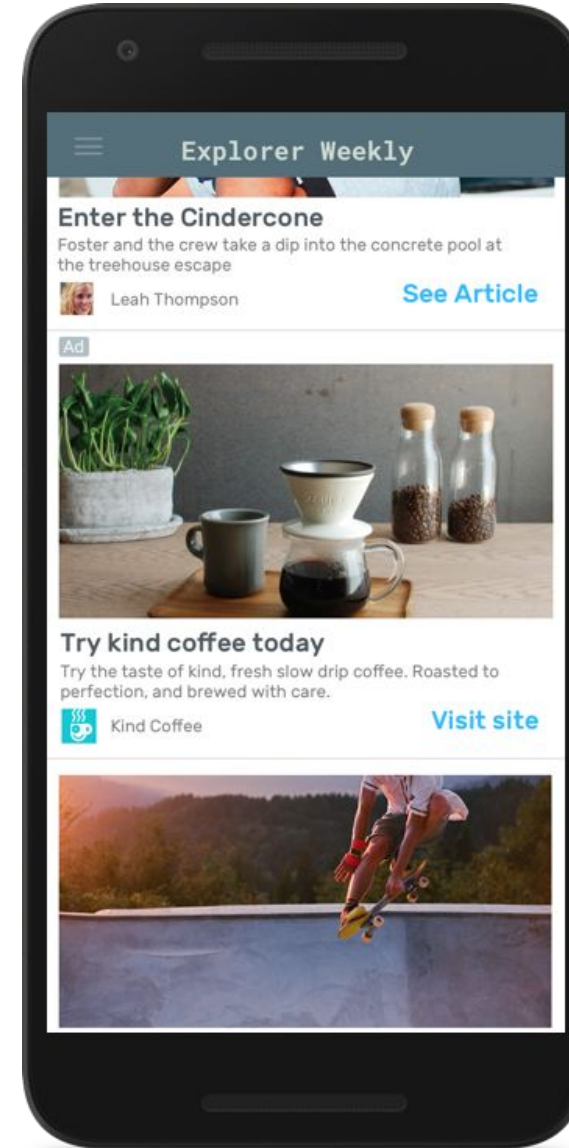 Explorer Weekly
Enter the Cindercone
Foster and the crew take a dip into the concrete pool at
the treehouse escape
Leah Thompson
See Article
Ad
Try kind coffee today
Try the taste of kind, fresh slow drip coffee. Roasted to
perfection, and brewed with care.
Kind Coffee
Visit site